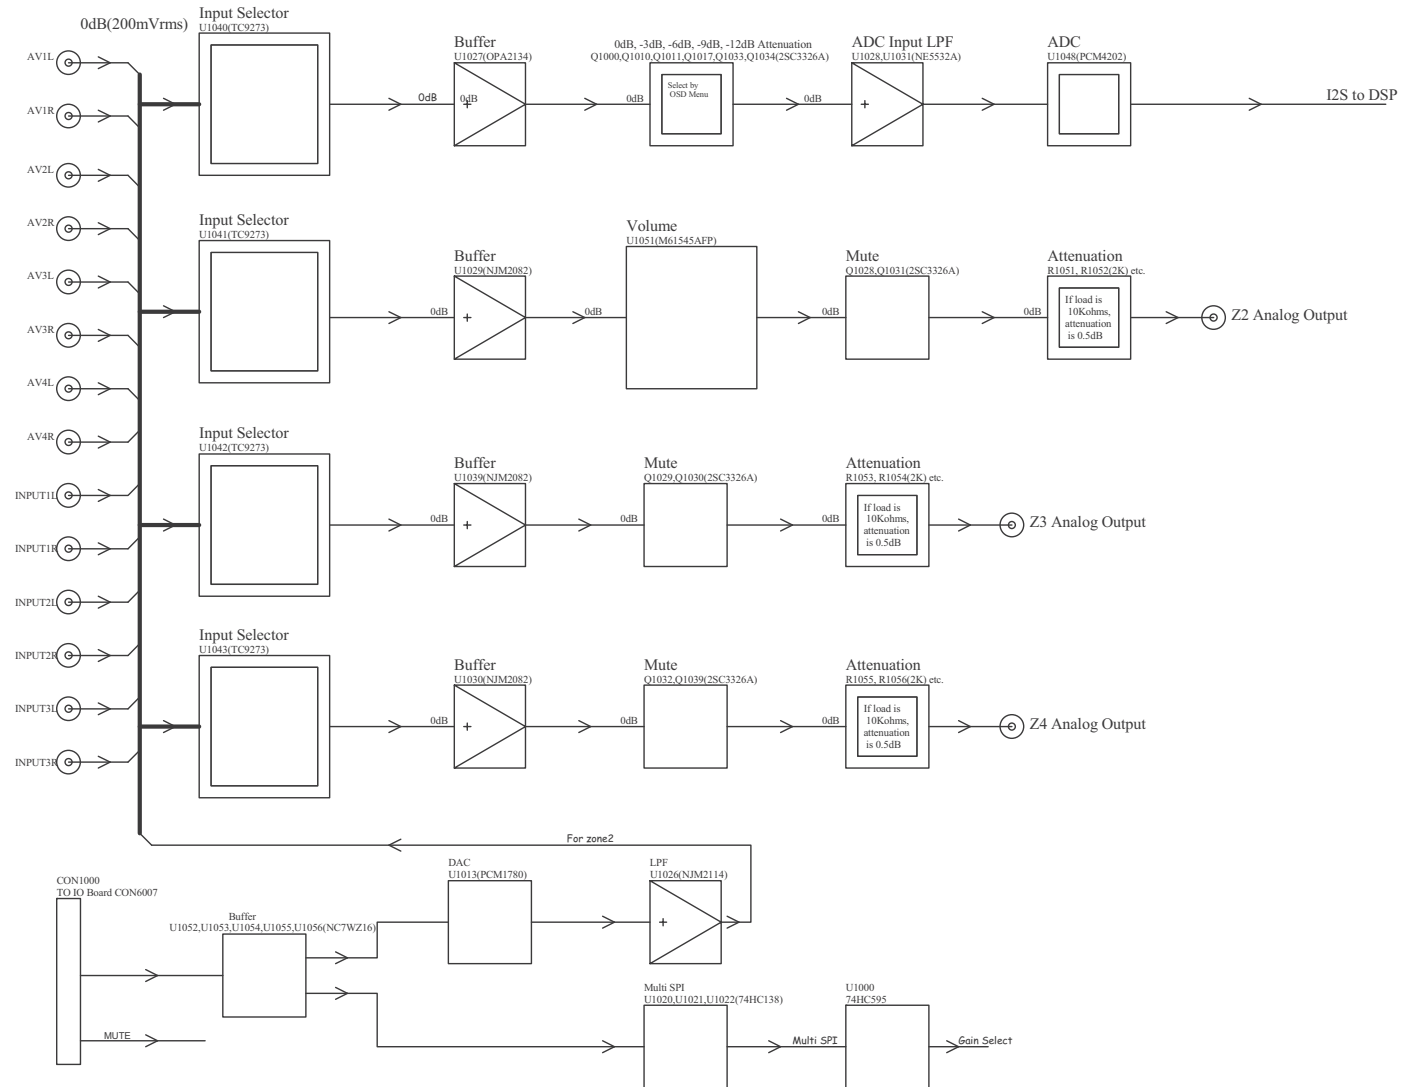 0dB(200mVrms)
AV1L
AV1R
AV2L
AV2R
AV3L
AV3R
AV4L
AV4R
INPUT1L
INPUT1R
INPUT2L
INPUT2R
INPUT3L
INPUT3R
Input Selector
U1040(TC9273)
0dB
Buffer
U1027(OPA2134)
0dB
+
0dB, -3dB, -6dB, -9dB, -12dB Attenuation
Q1000,Q1010,Q1011,Q1017,Q1033,Q1034(2SC3326A)
0dB
Select by
OSD Menu
0dB
ADC Input LPF
U1028,U1031(NE5532A)
+
ADC
U1048(PCM4202)
I2S to DSP
Input Selector
U1041(TC9273)
0dB
Buffer
U1029(NJM2082)
+
0dB
Volume
U1051(M61545AFP)
0dB
Mute
Q1028,Q1031(2SC3326A)
0dB
Attenuation
R1051, R1052(2K) etc.
If load is
10Kohms,
attenuation
is 0.5dB
Z2 Analog Output
Input Selector
U1042(TC9273)
0dB
Buffer
U1039(NJM2082)
+
0dB
Mute
Q1029,Q1030(2SC3326A)
0dB
Attenuation
R1053, R1054(2K) etc.
If load is
10Kohms,
attenuation
is 0.5dB
Z3 Analog Output
Input Selector
U1043(TC9273)
0dB
Buffer
U1030(NJM2082)
+
0dB
Mute
Q1032,Q1039(2SC3326A)
0dB
Attenuation
R1055, R1056(2K) etc.
If load is
10Kohms,
attenuation
is 0.5dB
Z4 Analog Output
For zone2
CON1000
TO IO Board CON6007
MUTE
Buffer
U1052,U1053,U1054,U1055,U1056(NC7WZ16)
DAC
U1013(PCM1780)
LPF
U1026(NJM2114)
+
Multi SPI
U1020,U1021,U1022(74HC138)
Multi SPI
U1000
74HC595
Gain Select